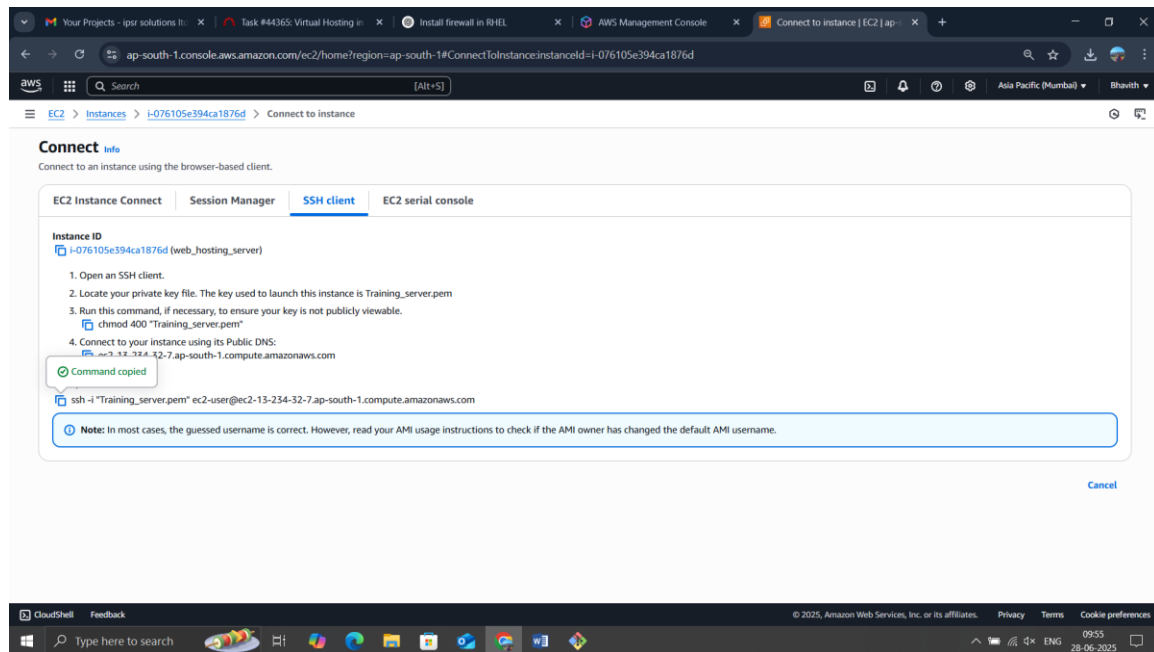 Your Projects - ipsr solutions ltd
Task #44365: Virtual Hosting in
Install firewall in RHEL
AWS Management Console
Connect to instance | EC2 | ap-s
ap-south-1.console.aws.amazon.com/ec2/home?region=ap-south-1#ConnectToInstance:instanceId=i-076105e394ca1876d
aws
Search [Alt+S]
Asia Pacific (Mumbai)
Bhavith
EC2 > Instances > i-076105e394ca1876d > Connect to instance
Connect Info
Connect to an instance using the browser-based client.
EC2 Instance Connect
Session Manager
SSH client
EC2 serial console
Instance ID
i-076105e394ca1876d (web_hosting_server)
1. Open an SSH client.
2. Locate your private key file. The key used to launch this instance is Training_server.pem
3. Run this command, if necessary, to ensure your key is not publicly viewable.
chmod 400 "Training_server.pem"
4. Connect to your instance using its Public DNS:
ec2-13-234-32-7.ap-south-1.compute.amazonaws.com
Command copied
ssh -i "Training_server.pem" ec2-user@ec2-13-234-32-7.ap-south-1.compute.amazonaws.com
Note: In most cases, the guessed username is correct. However, read your AMI usage instructions to check if the AMI owner has changed the default AMI username.
Cancel
CloudShell
Feedback
© 2025, Amazon Web Services, Inc. or its affiliates.
Privacy
Terms
Cookie preferences
Type here to search
ENG
09:55
28-06-2025